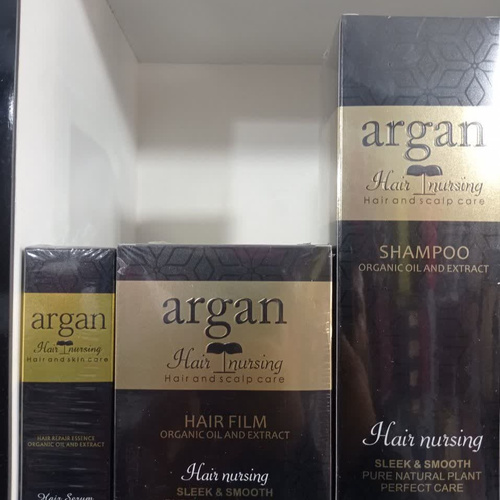 argan
Hair nursing
Hair and skin care
HAIR REPAIR ESSENCE
ORGANIC OIL AND EXTRACT
Hair Serum
argan
Hair nursing
Hair and scalp care
HAIR FILM
ORGANIC OIL AND EXTRACT
Hair nursing
SLEEK & SMOOTH
argan
Hair nursing
Hair and scalp care
SHAMPOO
ORGANIC OIL AND EXTRACT
Hair nursing
SLEEK & SMOOTH
PURE NATURAL PLANT
PERFECT CARE